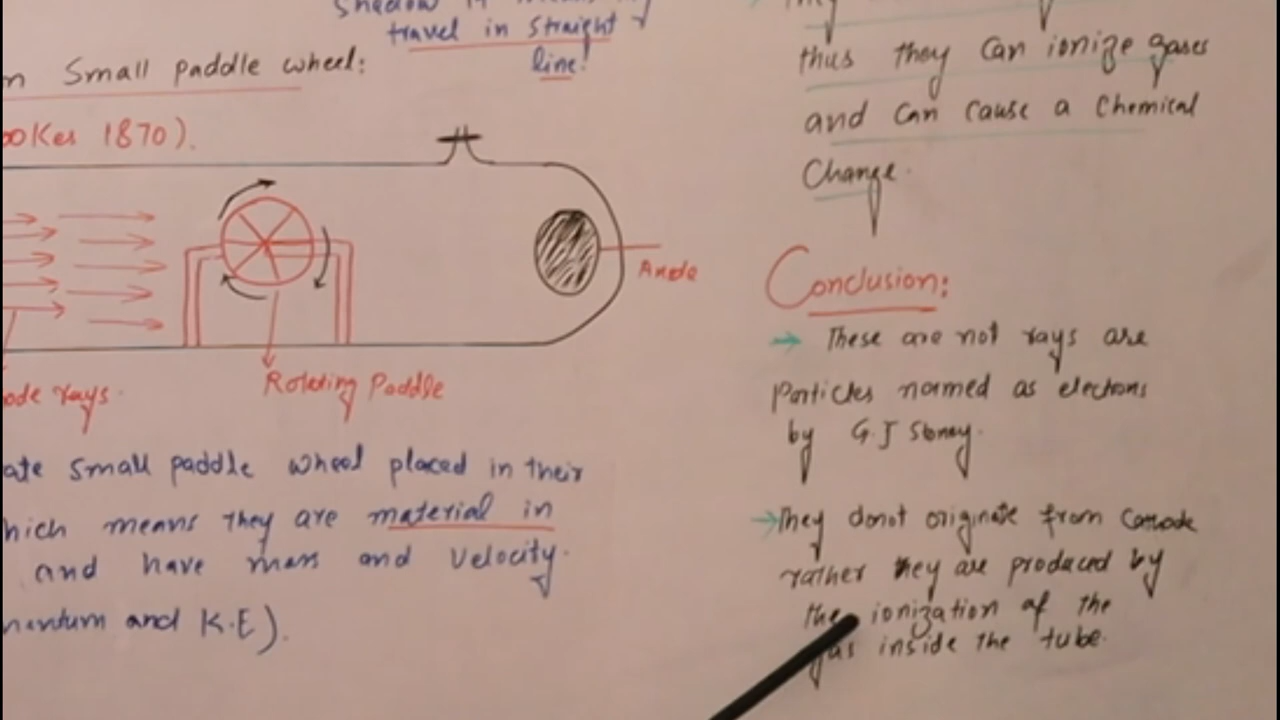 travel in straight
line!
n Small paddle wheel:
ookes 1870).
Anode
ode rays.
Rotating Paddle
ate small paddle wheel placed in their
hich means they are material in
and have mass and velocity.
mentum and K.E).
thus they can ionize gases
and can cause a chemical
Change.
Conclusion:
→ These are not rays are
particles named as electrons
by G.J Stoney.
→ They donot originate from Cathode
rather they are produced by
the ionization of the
gas inside the tube.